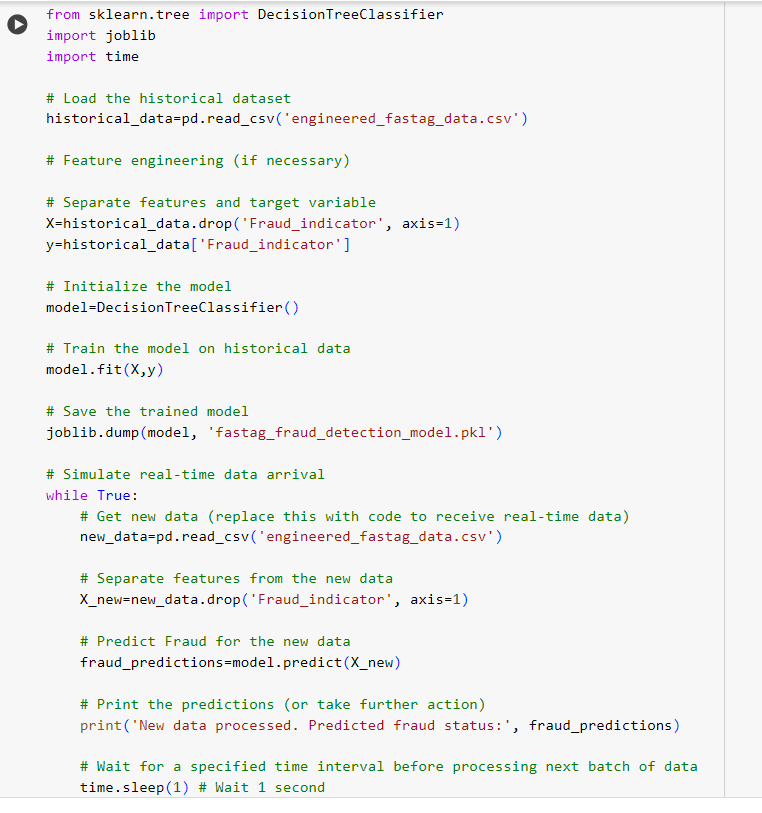 from sklearn.tree import DecisionTreeClassifier
import joblib
import time
# Load the historical dataset
historical_data=pd.read_csv('engineered_fastag_data.csv')
# Feature engineering (if necessary)
# Separate features and target variable
X=historical_data.drop('Fraud_indicator', axis=1)
y=historical_data['Fraud_indicator']
# Initialize the model
model=DecisionTreeClassifier()
# Train the model on historical data
model.fit(X,y)
# Save the trained model
joblib.dump(model, 'fastag_fraud_detection_model.pkl')
# Simulate real-time data arrival
while True:
    # Get new data (replace this with code to receive real-time data)
    new_data=pd.read_csv('engineered_fastag_data.csv')
    # Separate features from the new data
    X_new=new_data.drop('Fraud_indicator', axis=1)
    # Predict Fraud for the new data
    fraud_predictions=model.predict(X_new)
    # Print the predictions (or take further action)
    print('New data processed. Predicted fraud status:', fraud_predictions)
    # Wait for a specified time interval before processing next batch of data
    time.sleep(1) # Wait 1 second